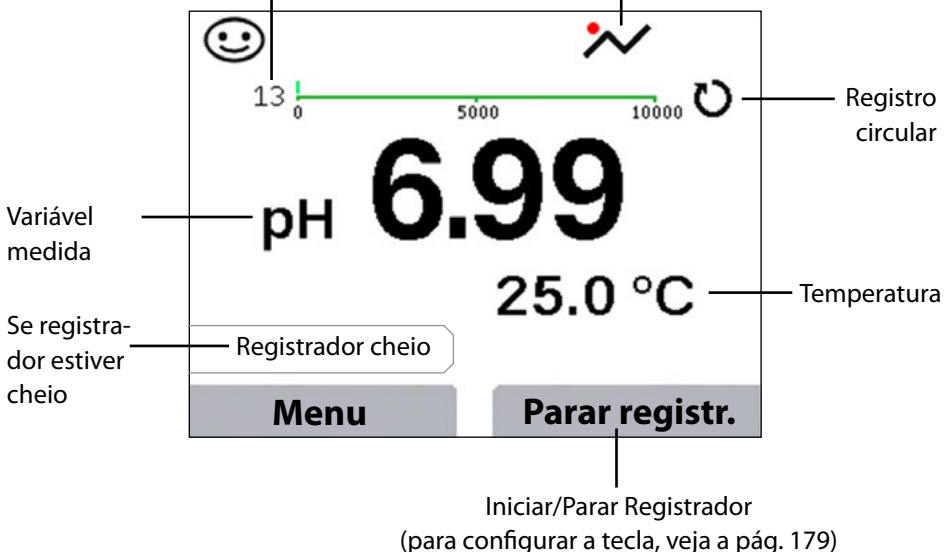 13
0 5000 10000
Registro
circular
pH 6.99
Variável
medida
25.0 °C
Temperatura
Se registra-
dor estiver
cheio
Registrador cheio
Menu
Parar registr.
Iniciar/Parar Registrador
(para configurar a tecla, veja a pág. 179)